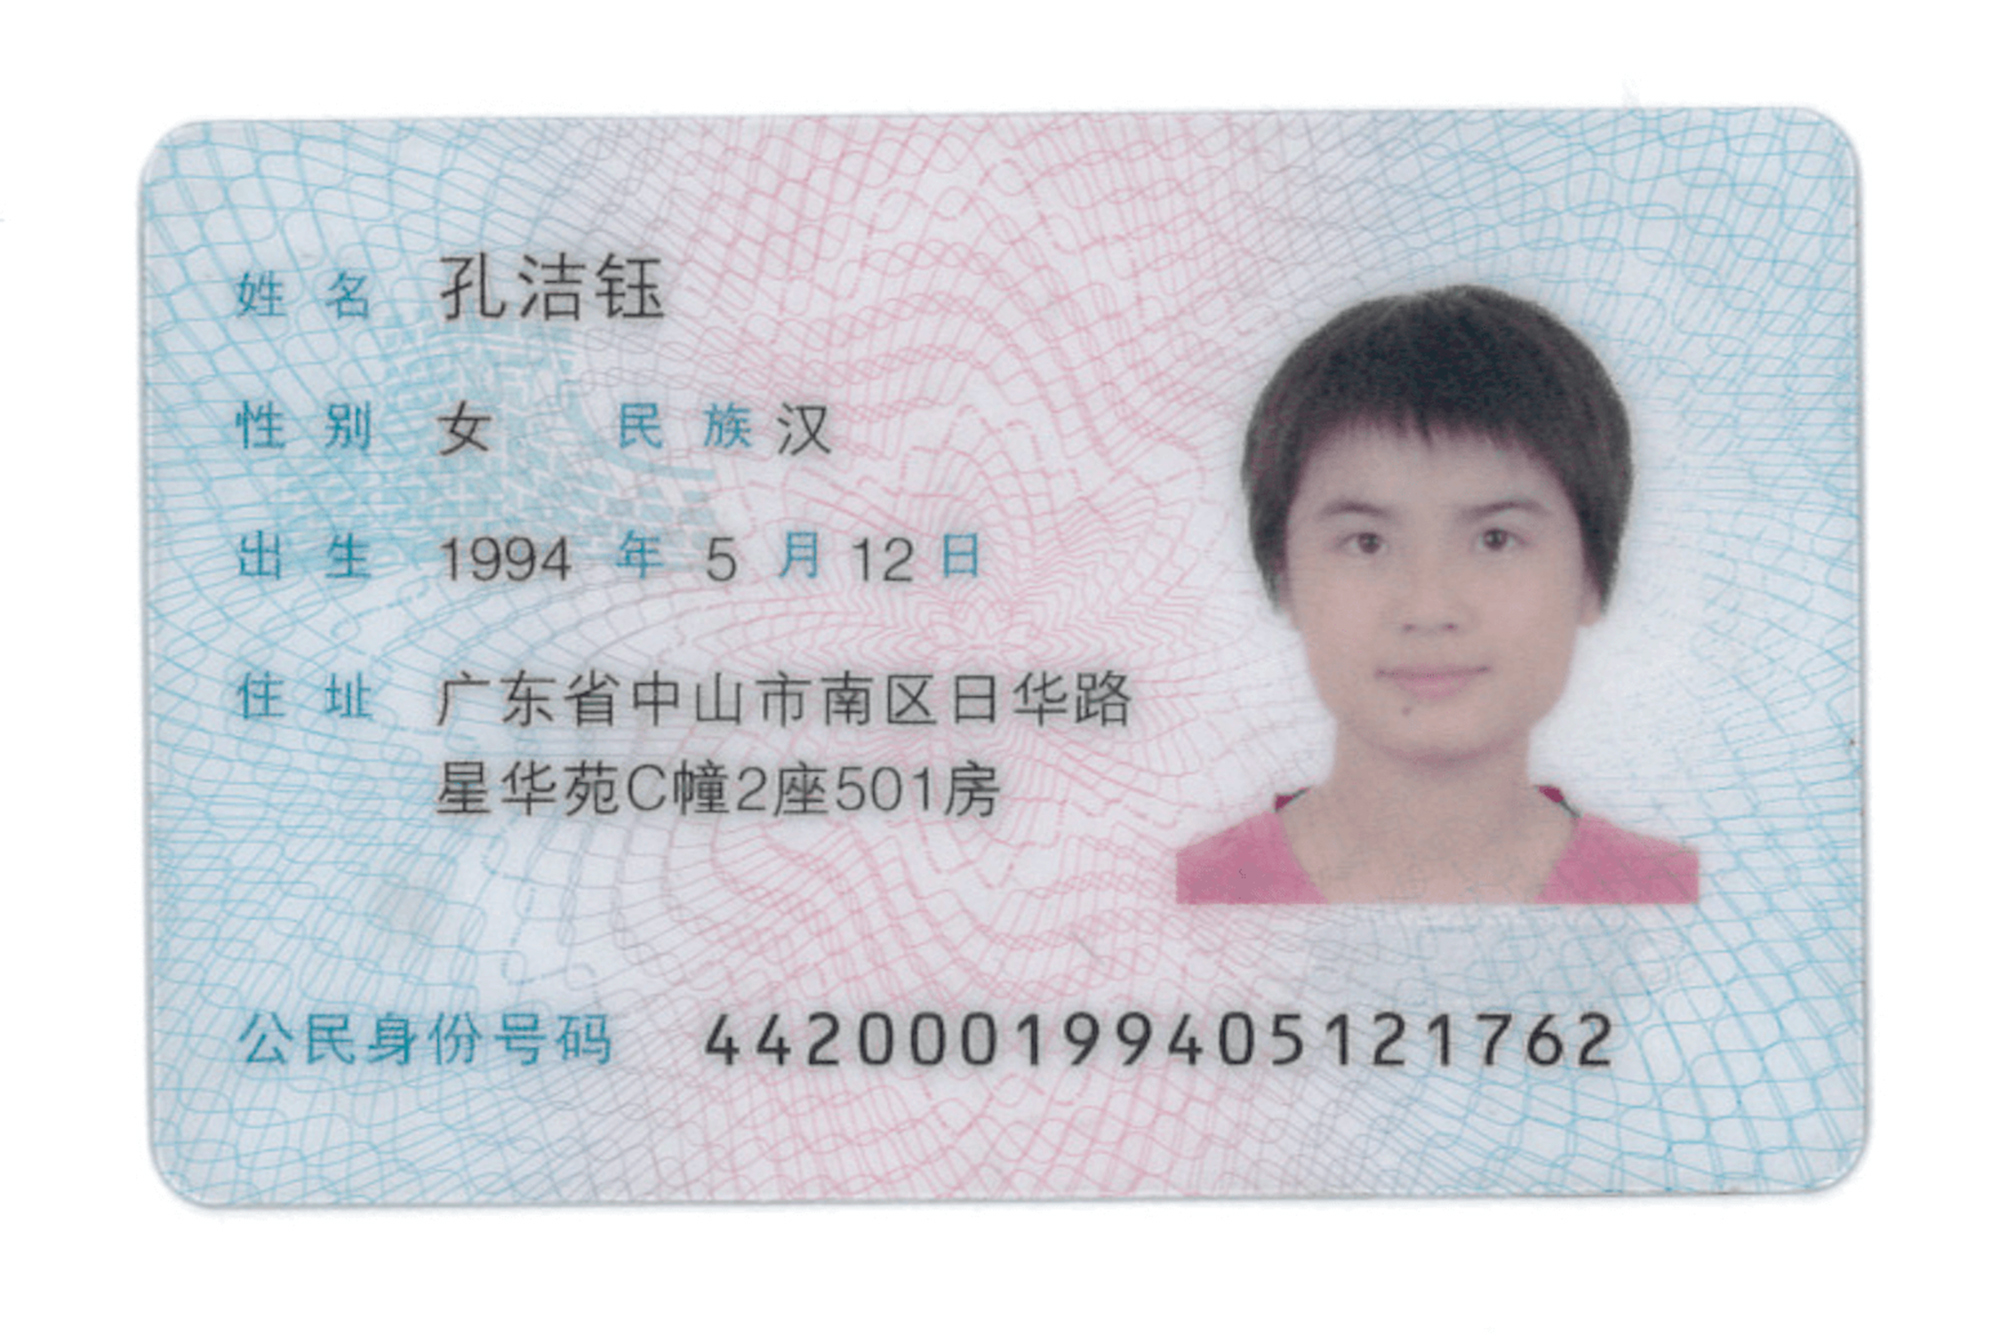 姓名 孔洁钰
性别 女 民族 汉
出生 1994 年 5 月 12 日
住址 广东省中山市南区日华路
星华苑C幢2座501房
公民身份号码 442000199405121762